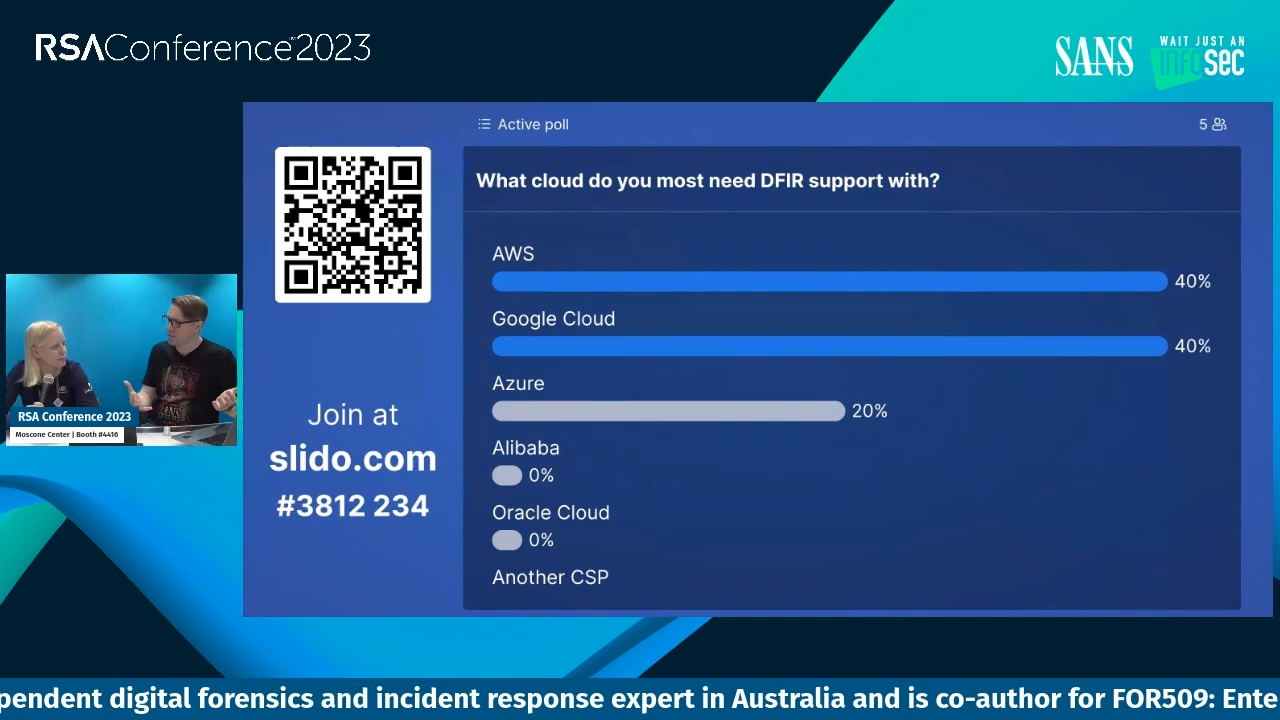 RSAConference™2023
SANS
WAIT JUST AN
infosec
Active poll
5
What cloud do you most need DFIR support with?
AWS
40%
Google Cloud
40%
Azure
20%
Alibaba
0%
Oracle Cloud
0%
Another CSP
Join at
slido.com
#3812 234
RSA Conference 2023
Moscone Center | Booth #4416
pendent digital forensics and incident response expert in Australia and is co-author for FOR509: Ente